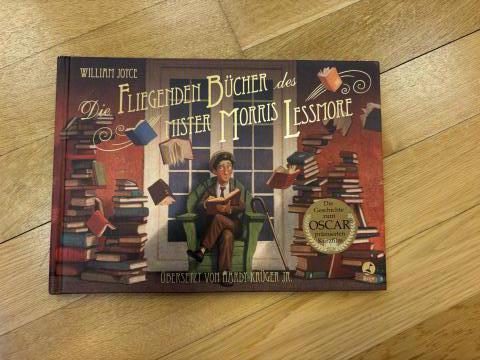 WILLIAM JOYCE
Die FLIEGENDEN BÜCHER des
MISTER MORRIS LESSMORE
Die
Geschichte
zum
OSCAR
prämierten
Kurzfilm
ÜBERSETZT VON HARDY KRÜGER JR.